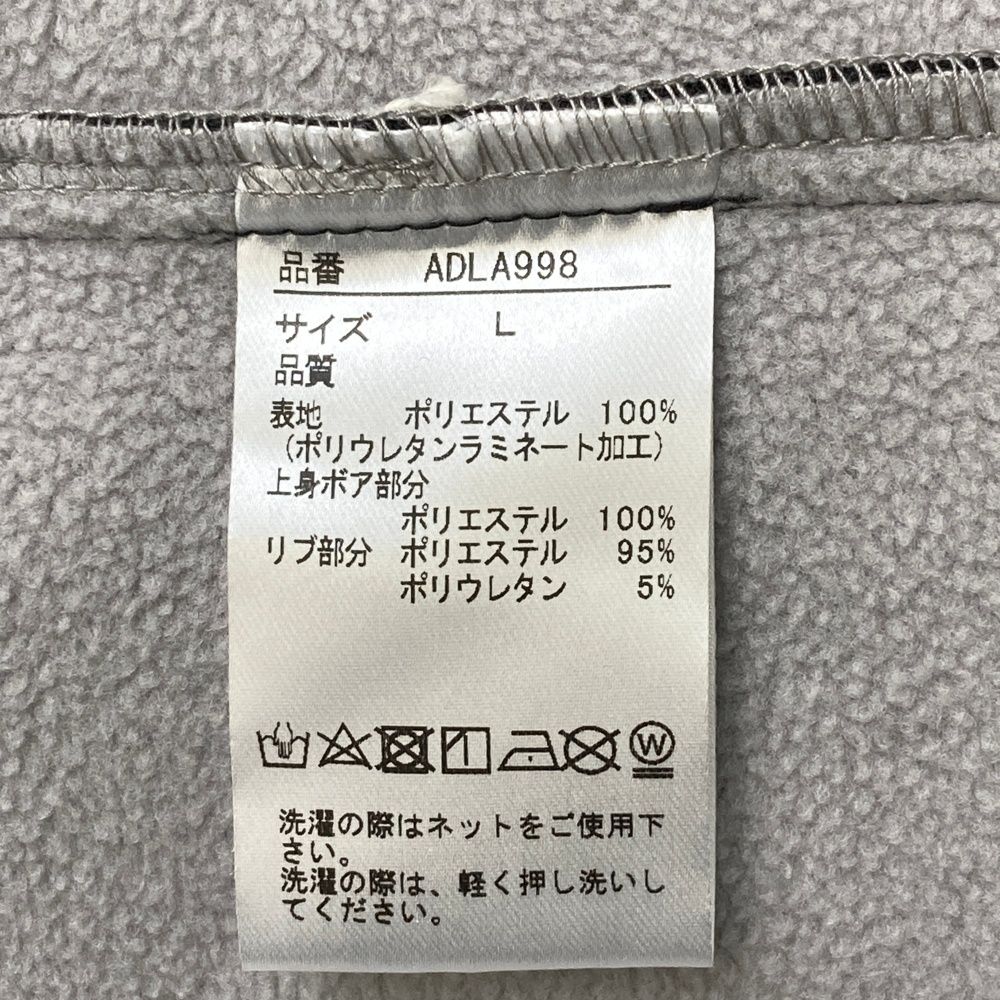 品番 ADLA998
サイズ L
品質
表地 ポリエステル 100%
(ポリウレタンラミネート加工)
上身ボア部分
ポリエステル 100%
リブ部分 ポリエステル 95%
ポリウレタン 5%
W
洗濯の際はネットをご使用下
さい。
洗濯の際は、軽く押し洗いし
てください。